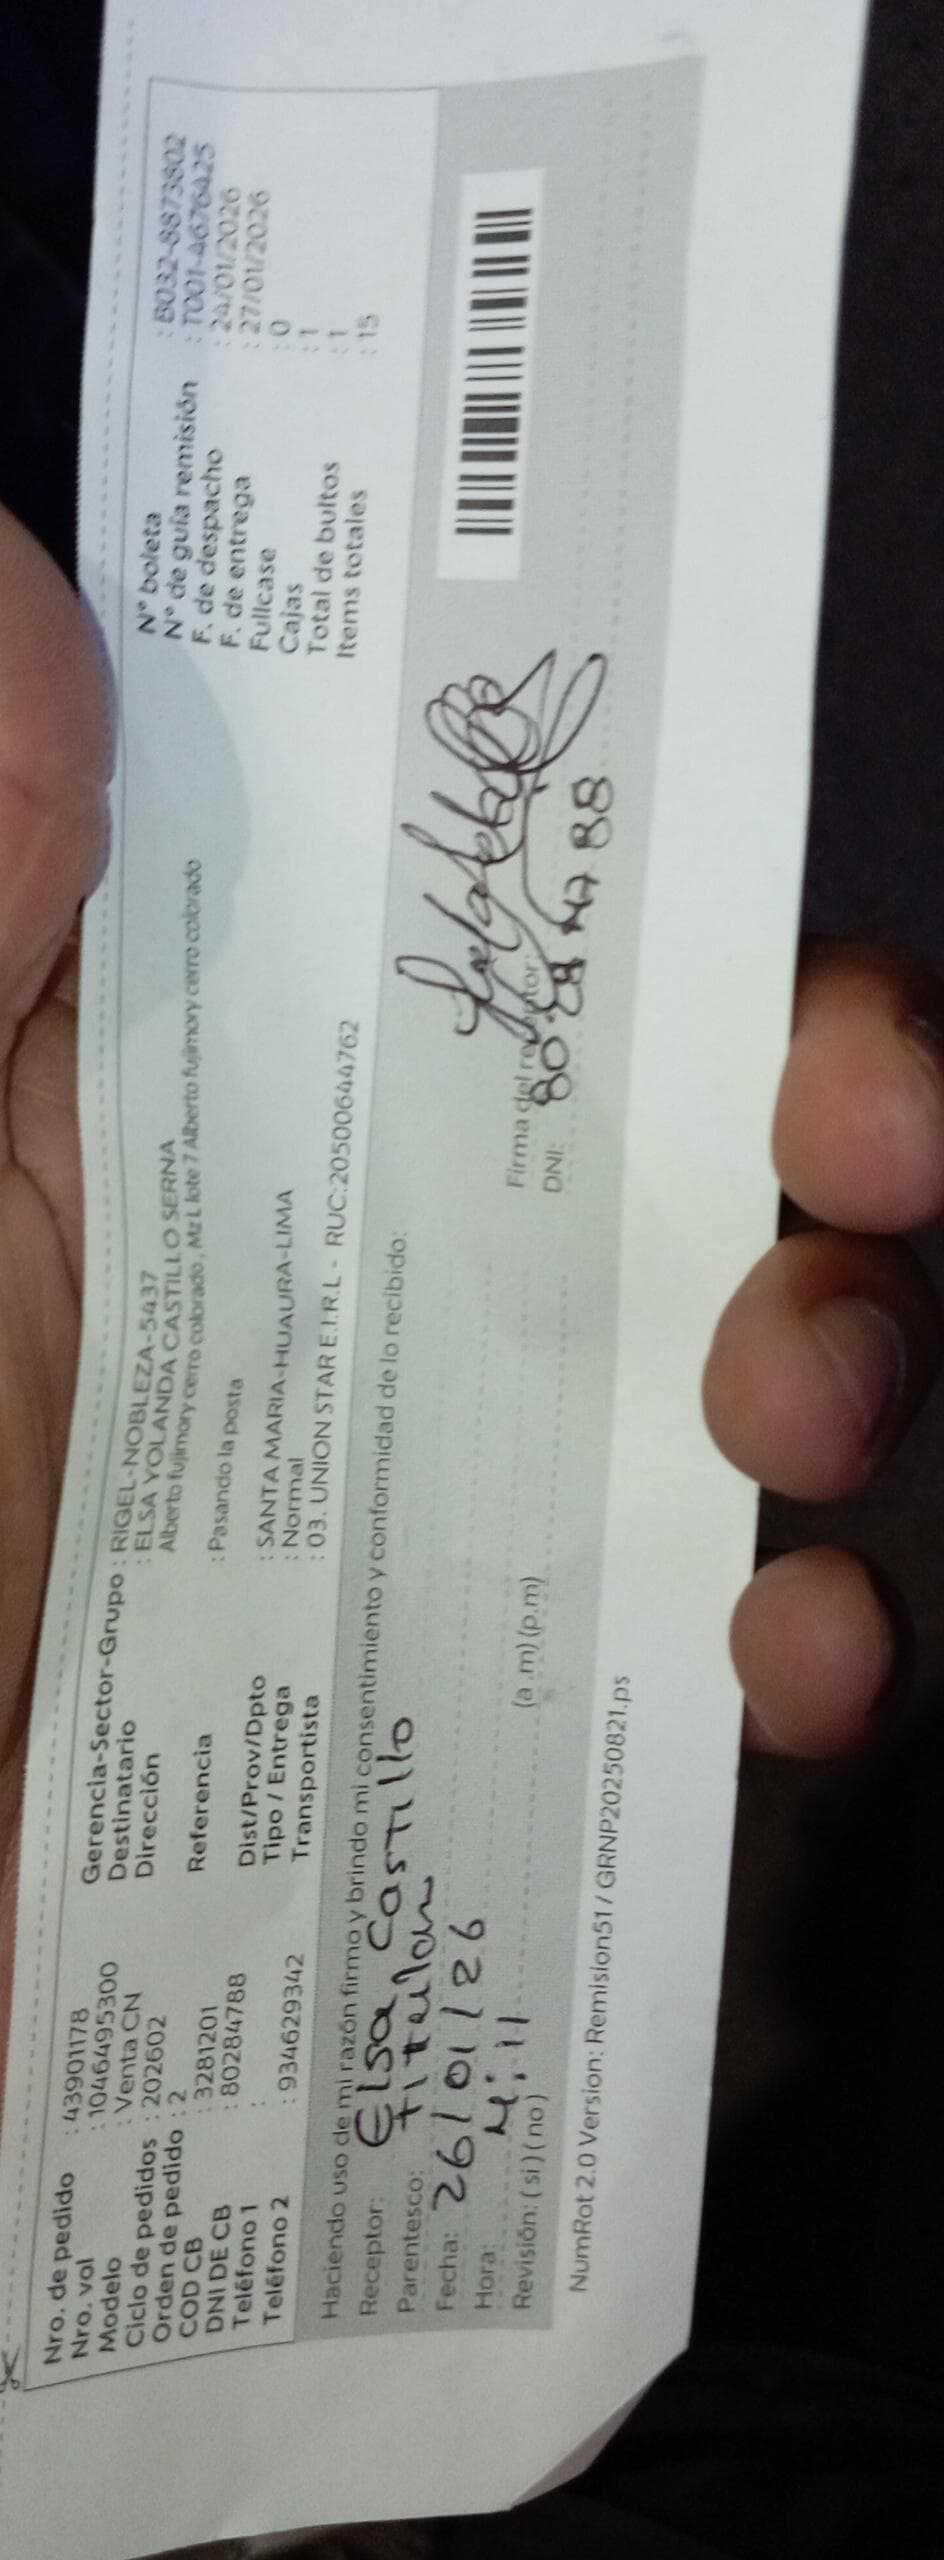 Nro. de pedido : 43901178
Nro. vol : 1046495300
Modelo : Venta CN
Ciclo de pedidos : 202602
Orden de pedido : 2
COD CB : 3281201
DNI DE CB : 80284788
Teléfono 1 :
Teléfono 2 : 934629342
Gerencia-Sector-Grupo : RIGEL-NOBLEZA-5437
Destinatario : ELSA YOLANDA CASTILLO SERNA
Dirección Alberto fujimory cerro colorado , Mz L lote 7 Alberto fujimory cerro colorado
Referencia : Pasando la posta
Dist/Prov/Dpto : SANTA MARIA-HUAURA-LIMA
Tipo / Entrega : Normal
Transportista : 03. UNION STAR E.I.R.L - RUC:20500644762
N° boleta : B032-8873802
N° de guía remisión : T001-4676425
F. de despacho : 24/01/2026
F. de entrega : 27/01/2026
Fullcase : 0
Cajas : 1
Total de bultos : 1
Items totales : 15
Haciendo uso de mi razón firmo y brindo mi consentimiento y conformidad de lo recibido:
Receptor: Elsa Castillo
Parentesco: titular
Fecha: 26/01/26
Hora: 4:11 (a .m) (p.m)
Revisión: ( si ) ( no )
Firma del receptor:
DNI: 80284788
NumRot 2.0 Version: Remision51 / GRNP20250821.ps